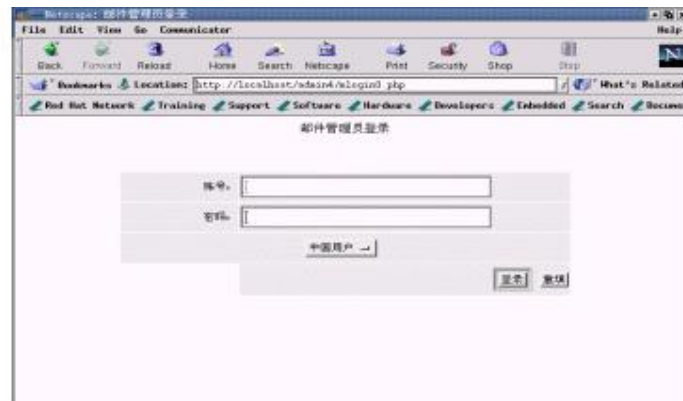 Netscape: 邮件管理员登录
File Edit View Go Communicator Help
Back Forward Reload Home Search Netscape Print Security Shop Stop
Bookmarks Location: http://localhost/admin4/mlogin0.php What's Related
Red Hat Network Training Support Software Hardware Developers Embedded Search
邮件管理员登录
账号:
密码:
中国用户
登录 重填